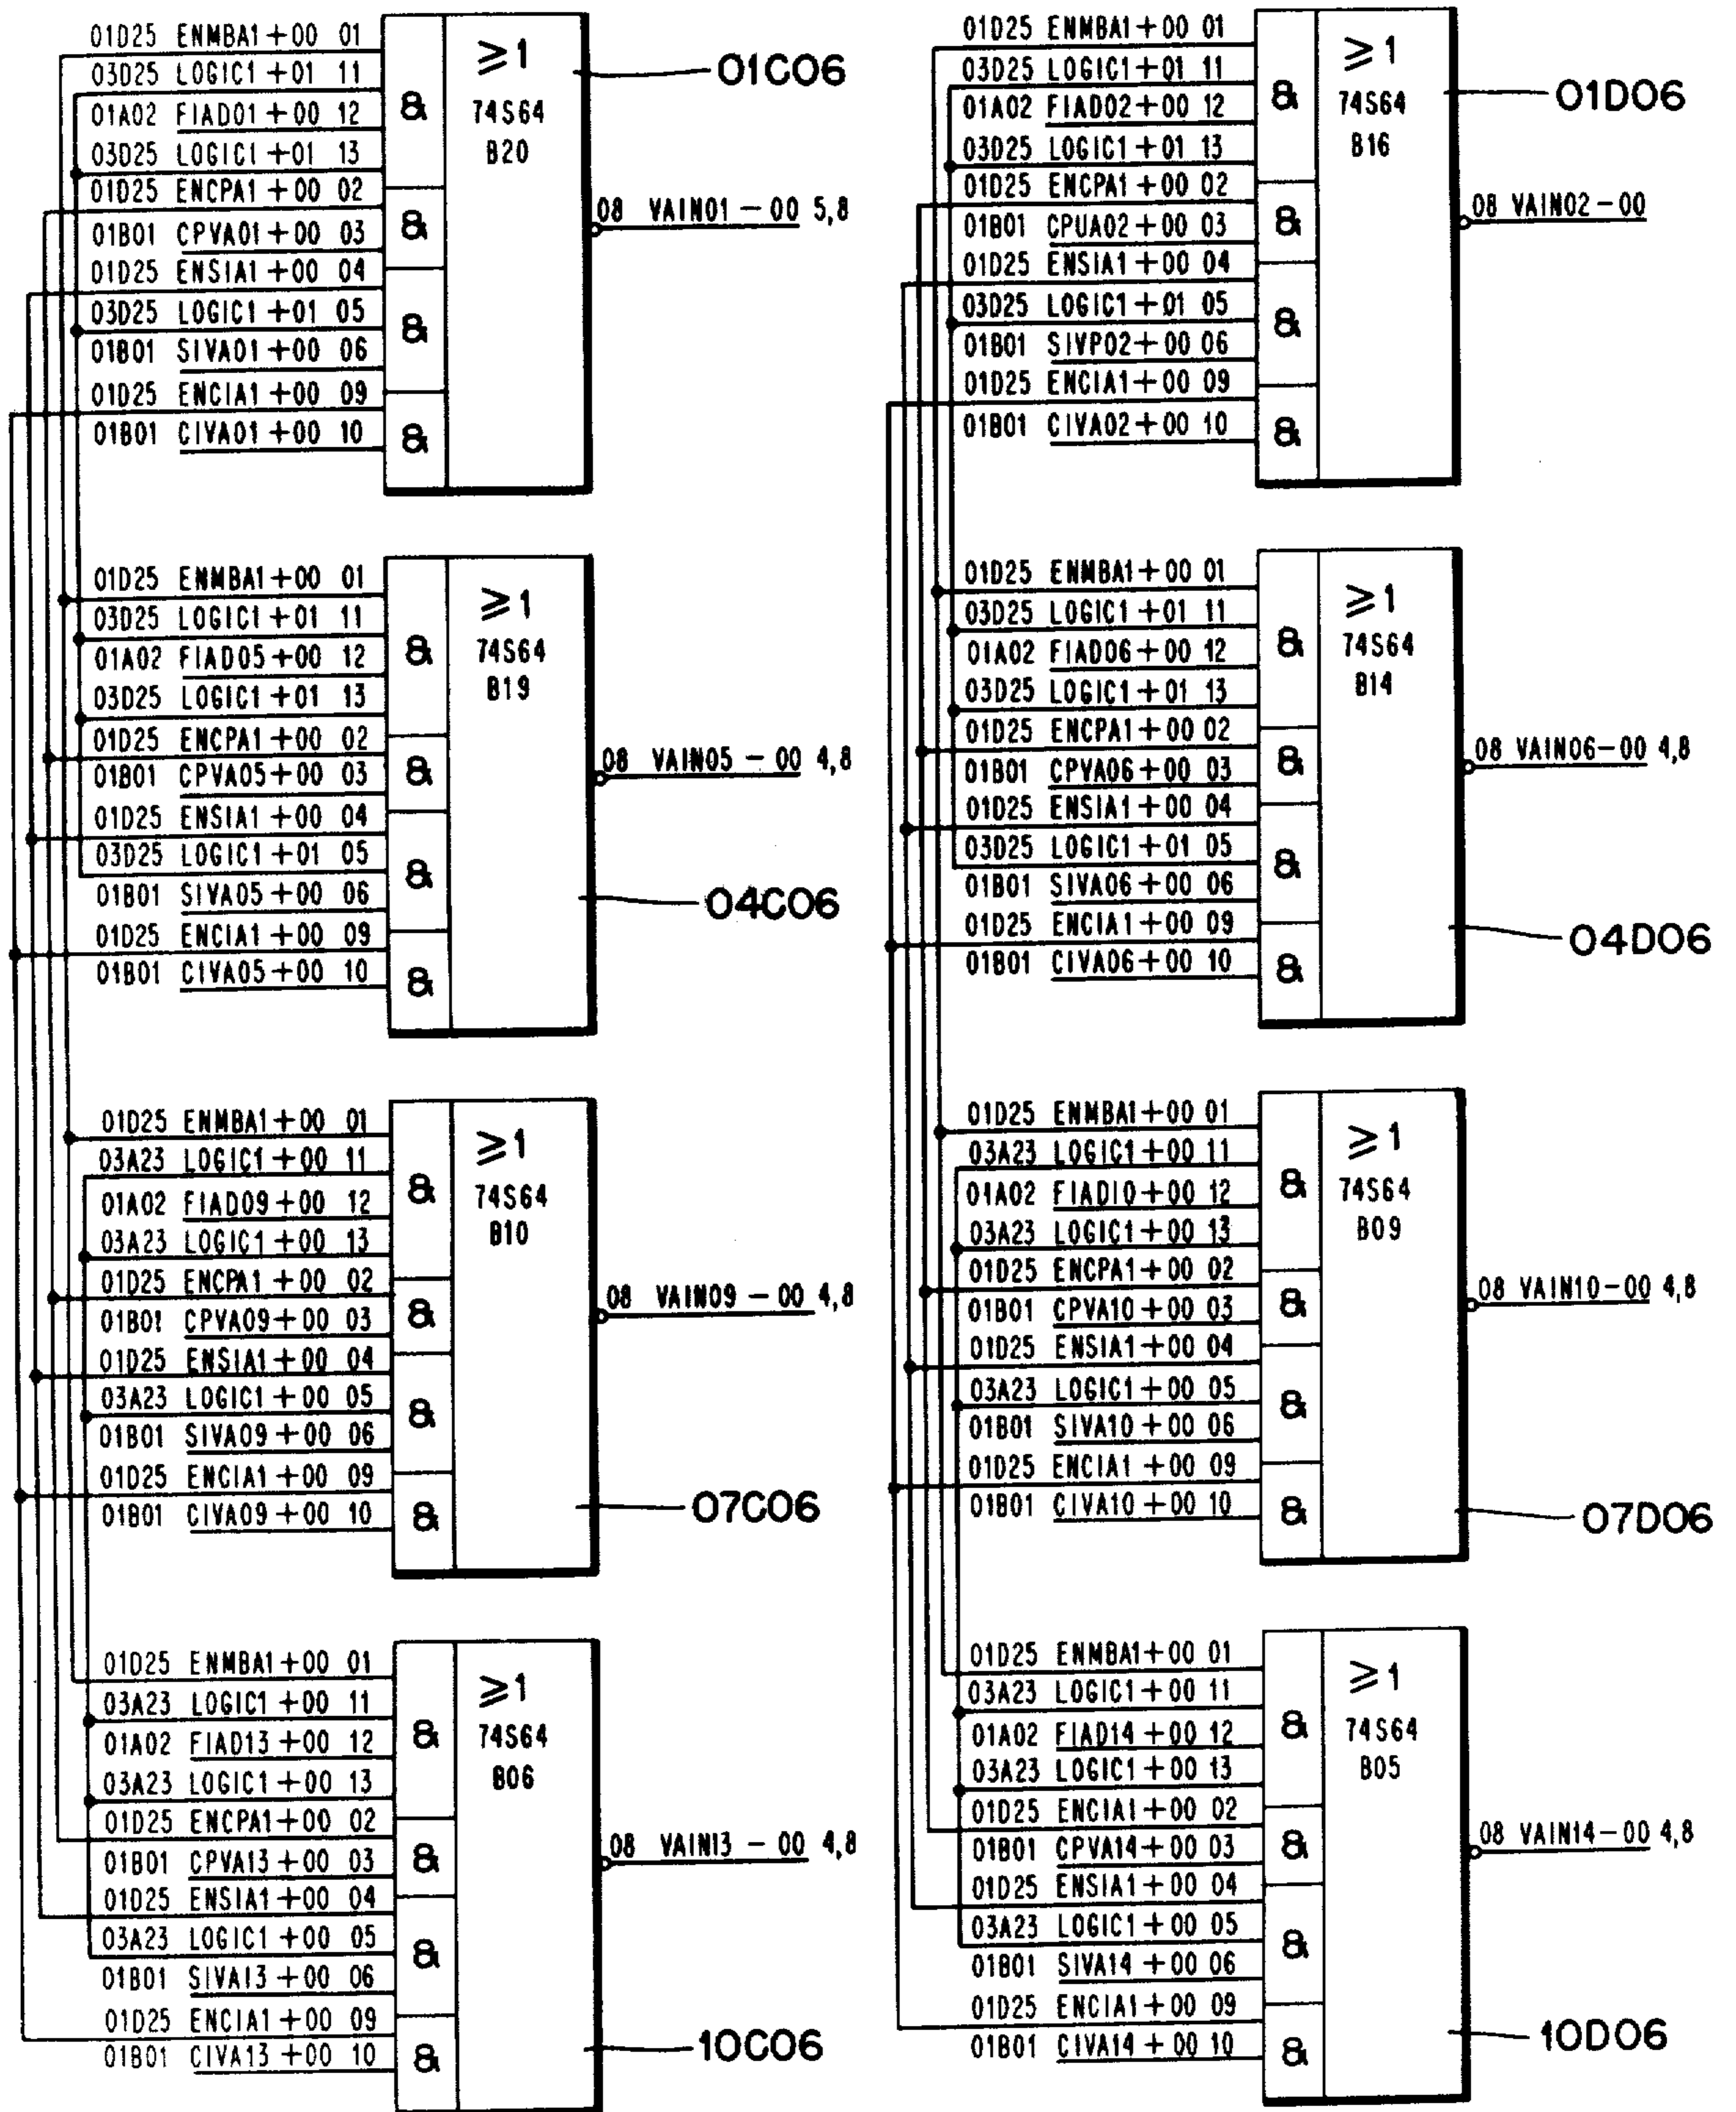 01D25 ENMBA1+00 01
03D25 LOGIC1+01 11
01A02 FIAD01+00 12
03D25 LOGIC1+01 13
01D25 ENCPA1+00 02
01B01 CPVA01+00 03
01D25 ENSIA1+00 04
03D25 LOGIC1+01 05
01B01 SIVA01+00 06
01D25 ENCIA1+00 09
01B01 CIVA01+00 10
&
&
&
&
≥1
74S64
B20
01C06
08 VAIN01-00 5,8
01D25 ENMBA1+00 01
03D25 LOGIC1+01 11
01A02 FIAD02+00 12
03D25 LOGIC1+01 13
01D25 ENCPA1+00 02
01B01 CPUA02+00 03
01D25 ENSIA1+00 04
03D25 LOGIC1+01 05
01B01 SIVP02+00 06
01D25 ENCIA1+00 09
01B01 CIVA02+00 10
&
&
&
&
≥1
74S64
B16
01D06
08 VAIN02-00
01D25 ENMBA1+00 01
03D25 LOGIC1+01 11
01A02 FIAD05+00 12
03D25 LOGIC1+01 13
01D25 ENCPA1+00 02
01B01 CPVA05+00 03
01D25 ENSIA1+00 04
03D25 LOGIC1+01 05
01B01 SIVA05+00 06
01D25 ENCIA1+00 09
01B01 CIVA05+00 10
&
&
&
&
≥1
74S64
B19
08 VAIN05-00 4,8
04C06
01D25 ENMBA1+00 01
03D25 LOGIC1+01 11
01A02 FIAD06+00 12
03D25 LOGIC1+01 13
01D25 ENCPA1+00 02
01B01 CPVA06+00 03
01D25 ENSIA1+00 04
03D25 LOGIC1+01 05
01B01 SIVA06+00 06
01D25 ENCIA1+00 09
01B01 CIVA06+00 10
&
&
&
&
≥1
74S64
B14
08 VAIN06-00 4,8
04D06
01D25 ENMBA1+00 01
03A23 LOGIC1+00 11
01A02 FIAD09+00 12
03A23 LOGIC1+00 13
01D25 ENCPA1+00 02
01B01 CPVA09+00 03
01D25 ENSIA1+00 04
03A23 LOGIC1+00 05
01B01 SIVA09+00 06
01D25 ENCIA1+00 09
01B01 CIVA09+00 10
&
&
&
&
≥1
74S64
B10
08 VAIN09-00 4,8
07C06
01D25 ENMBA1+00 01
03A23 LOGIC1+00 11
01A02 FIAD10+00 12
03A23 LOGIC1+00 13
01D25 ENCPA1+00 02
01B01 CPVA10+00 03
01D25 ENSIA1+00 04
03A23 LOGIC1+00 05
01B01 SIVA10+00 06
01D25 ENCIA1+00 09
01B01 CIVA10+00 10
&
&
&
&
≥1
74S64
B09
08 VAIN10-00 4,8
07D06
01D25 ENMBA1+00 01
03A23 LOGIC1+00 11
01A02 FIAD13+00 12
03A23 LOGIC1+00 13
01D25 ENCPA1+00 02
01B01 CPVA13+00 03
01D25 ENSIA1+00 04
03A23 LOGIC1+00 05
01B01 SIVA13+00 06
01D25 ENCIA1+00 09
01B01 CIVA13+00 10
&
&
&
&
≥1
74S64
B06
08 VAIN13-00 4,8
10C06
01D25 ENMBA1+00 01
03A23 LOGIC1+00 11
01A02 FIAD14+00 12
03A23 LOGIC1+00 13
01D25 ENCIA1+00 02
01B01 CPVA14+00 03
01D25 ENSIA1+00 04
03A23 LOGIC1+00 05
01B01 SIVA14+00 06
01D25 ENCIA1+00 09
01B01 CIVA14+00 10
&
&
&
&
≥1
74S64
B05
08 VAIN14-00 4,8
10D06